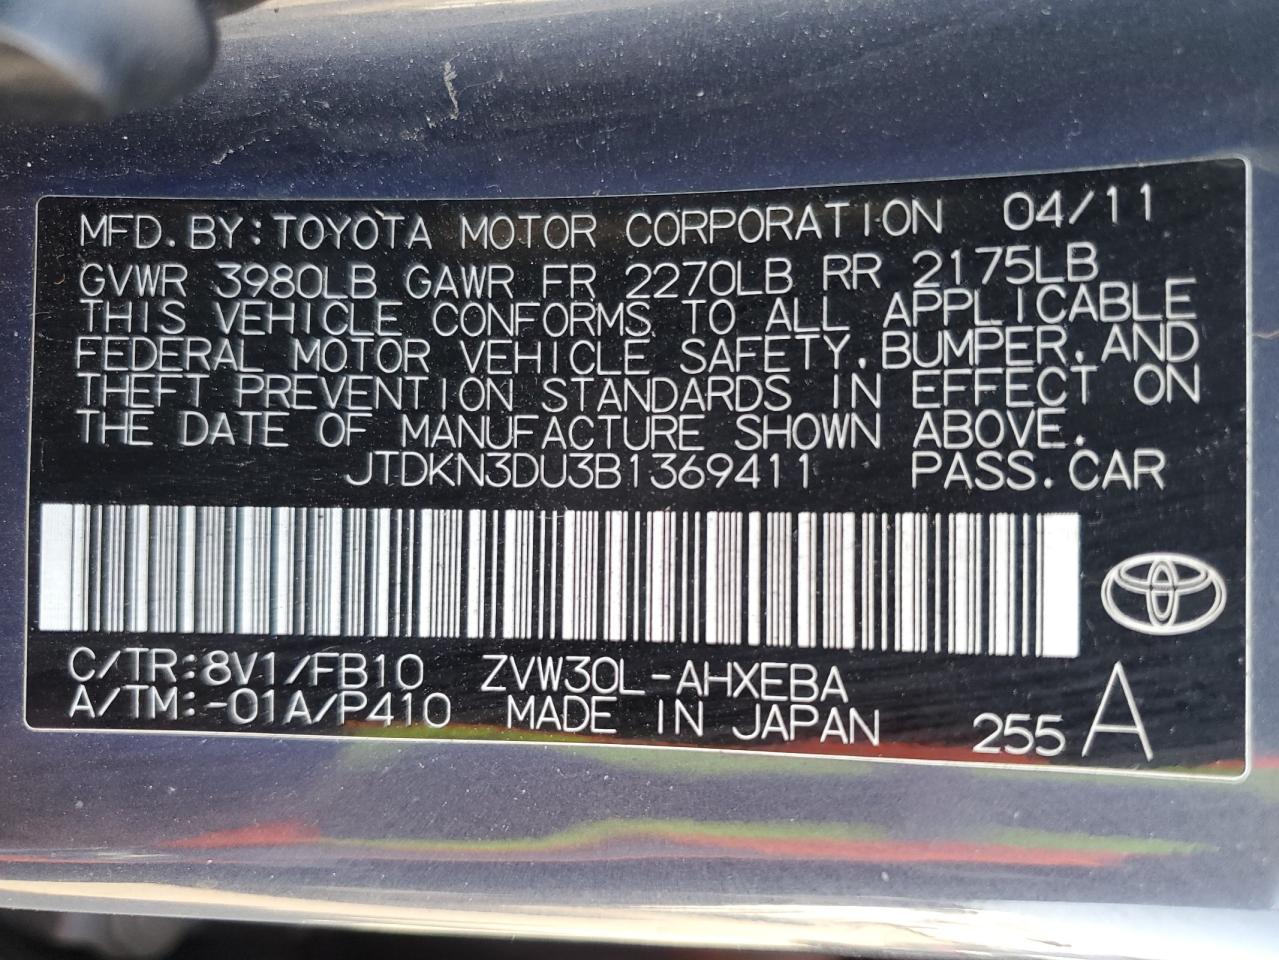 MFD. BY: TOYOTA MOTOR CORPORATION 04/11
GVWR 3980LB GAWR FR 2270LB RR 2175LB
THIS VEHICLE CONFORMS TO ALL APPLICABLE
FEDERAL MOTOR VEHICLE SAFETY, BUMPER, AND
THEFT PREVENTION STANDARDS IN EFFECT ON
THE DATE OF MANUFACTURE SHOWN ABOVE.
JTDKN3DU3B1369411 PASS. CAR
C/TR:8V1/FB10 ZVW30L-AHXEBA
A/TM:-01A/P410 MADE IN JAPAN 255 A